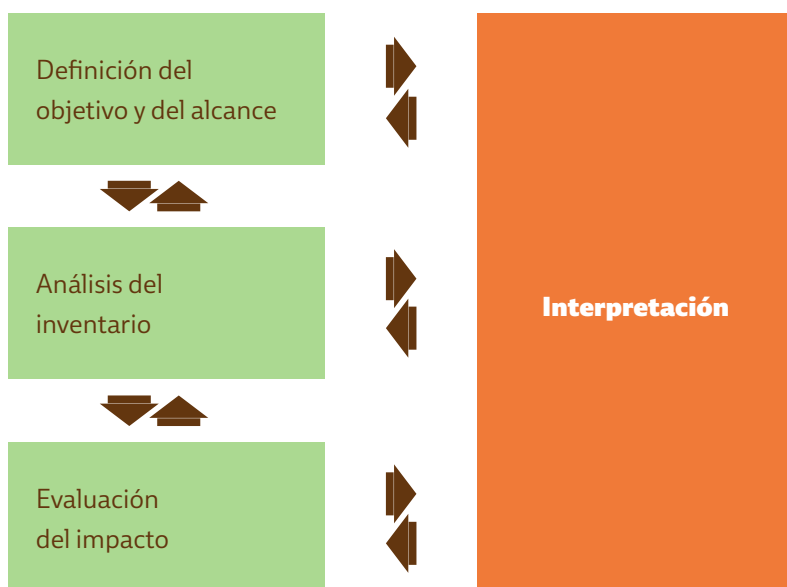 Definición del
objetivo y del alcance
Análisis del
inventario
Interpretación
Evaluación
del impacto